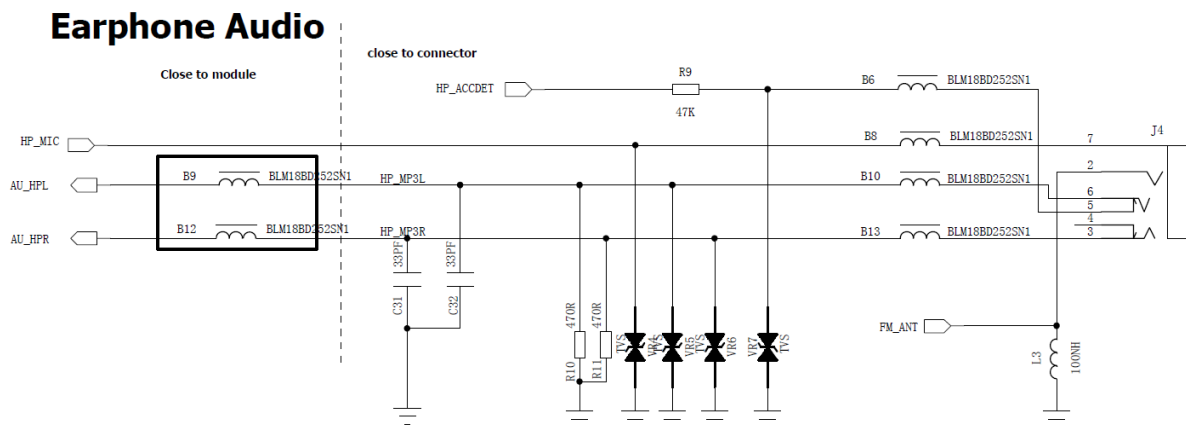 Earphone Audio
Close to module
close to connector
HP_ACCDET
R9
47K
B6
BLM18BD252SN1
HP_MIC
B8
BLM18BD252SN1
7
J4
AU_HPL
B9
BLM18BD252SN1
HP_MP3L
B10
BLM18BD252SN1
2
6
5
AU_HPR
B12
BLM18BD252SN1
HP_MP3R
B13
BLM18BD252SN1
4
3
33PF
C31
33PF
C32
470R
R10
470R
R11
TVS
VR4
TVS
VR5
TVS
VR6
VR7
TVS
FM_ANT
L3
100NH